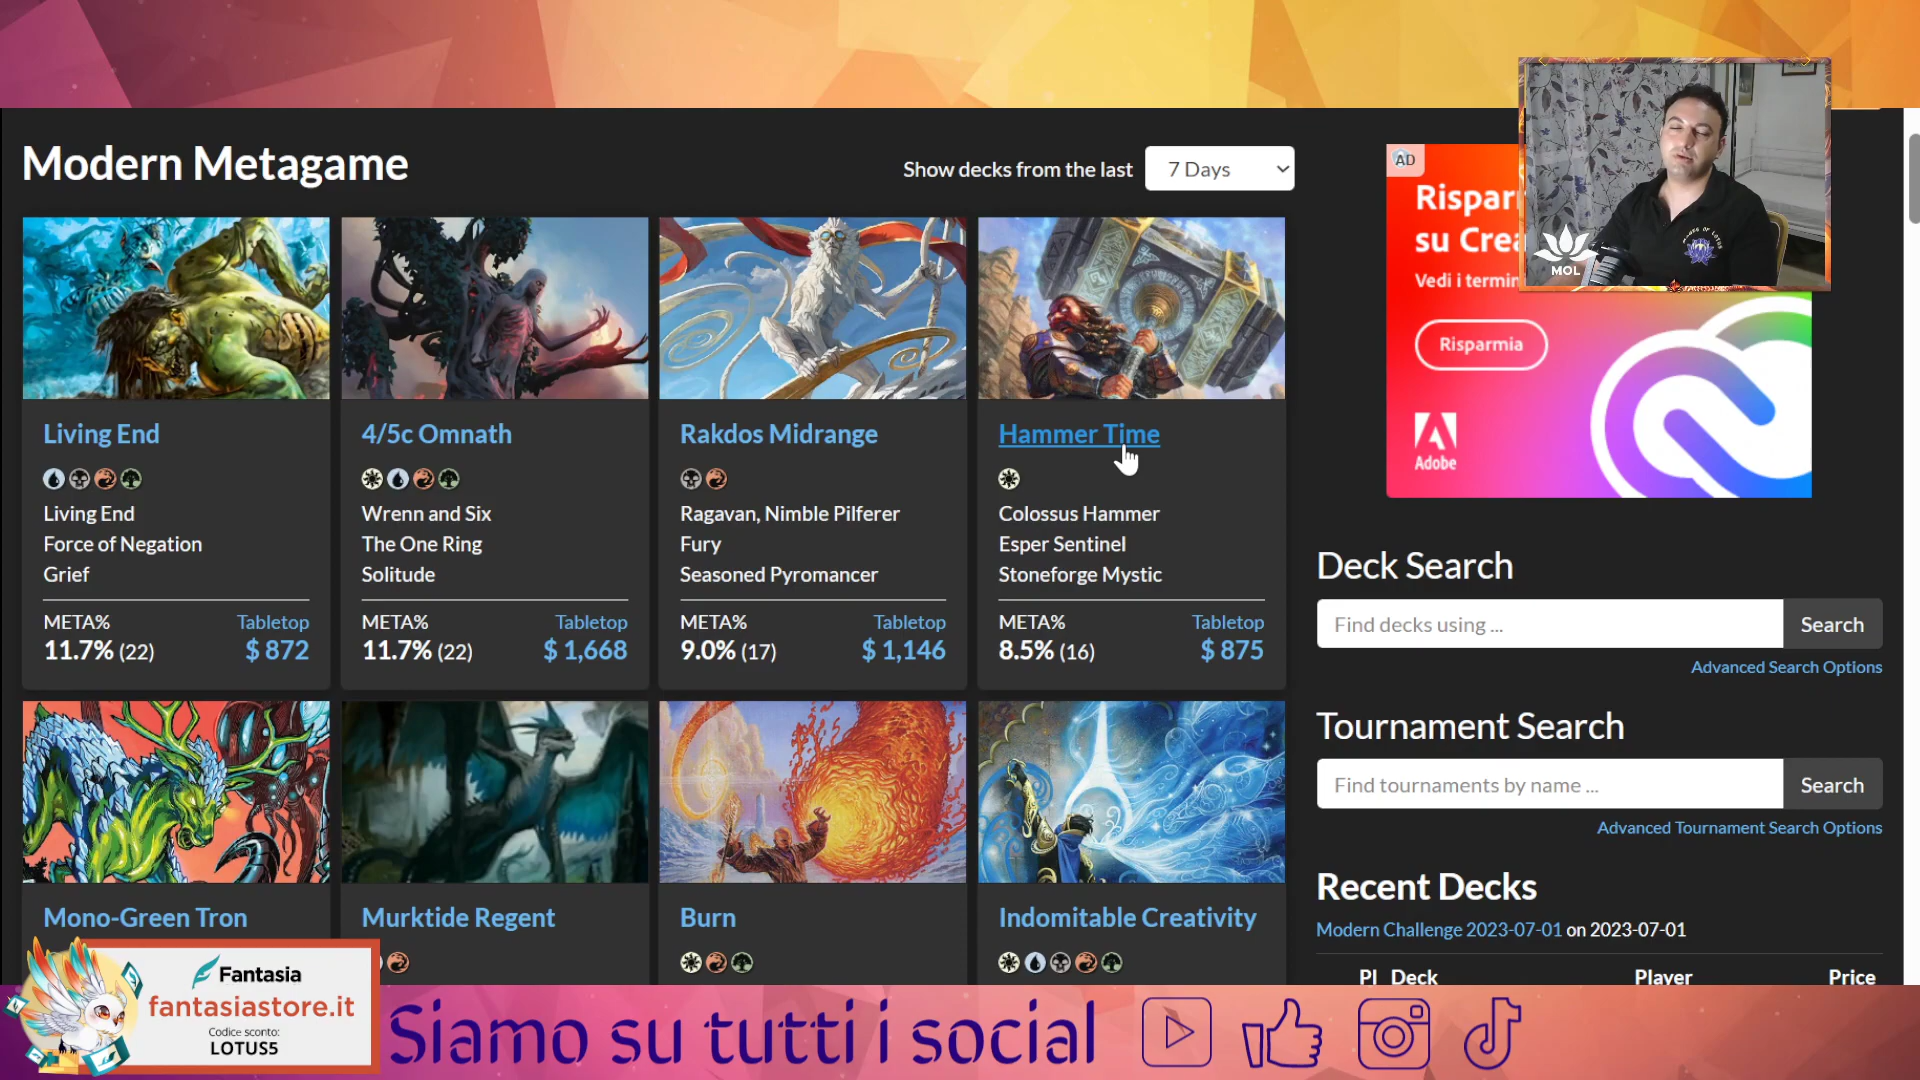 Modern Metagame
Show decks from the last
7 Days
Living End
Living End
Force of Negation
Grief
META%
Tabletop
11.7% (22)
$ 872
4/5c Omnath
Wrenn and Six
The One Ring
Solitude
META%
Tabletop
11.7% (22)
$ 1,668
Rakdos Midrange
Ragavan, Nimble Pilferer
Fury
Seasoned Pyromancer
META%
Tabletop
9.0% (17)
$ 1,146
Hammer Time
Colossus Hammer
Esper Sentinel
Stoneforge Mystic
META%
Tabletop
8.5% (16)
$ 875
Mono-Green Tron
Murktide Regent
Burn
Indomitable Creativity
AD
Rispar
su Crea
Vedi i termin
Risparmia
Adobe
MOL
Deck Search
Find decks using ...
Search
Advanced Search Options
Tournament Search
Find tournaments by name ...
Search
Advanced Tournament Search Options
Recent Decks
Modern Challenge 2023-07-01 on 2023-07-01
Pl Deck
Player
Price
Fantasia
fantasiastore.it
Codice sconto:
LOTUS5
Siamo su tutti i social